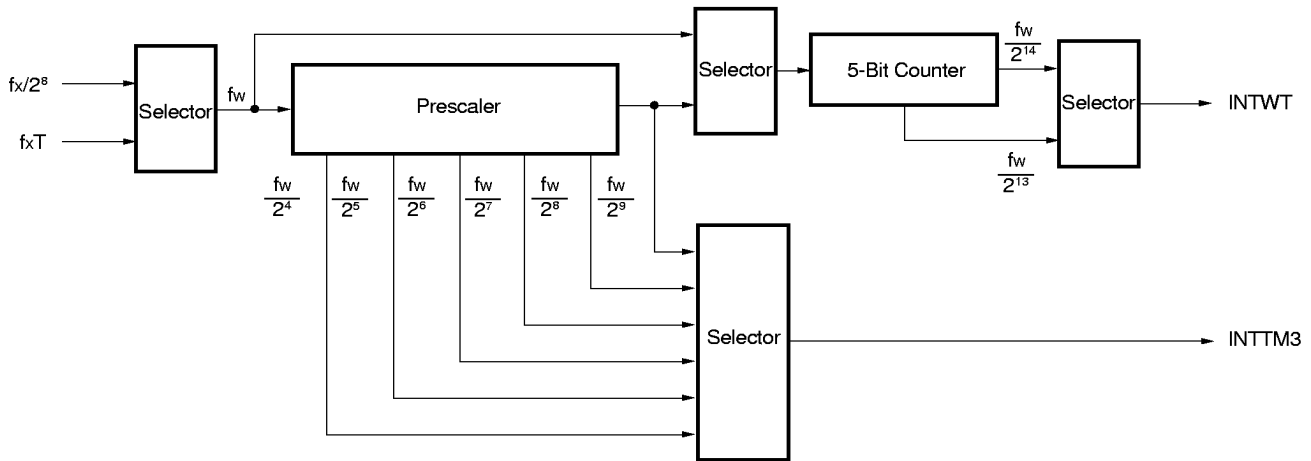 fx/2⁸
fxT
Selector
fw
Prescaler
Selector
5-Bit Counter
fw
2¹⁴
fw
2¹³
Selector
INTWT
fw
2⁴
fw
2⁵
fw
2⁶
fw
2⁷
fw
2⁸
fw
2⁹
Selector
INTTM3